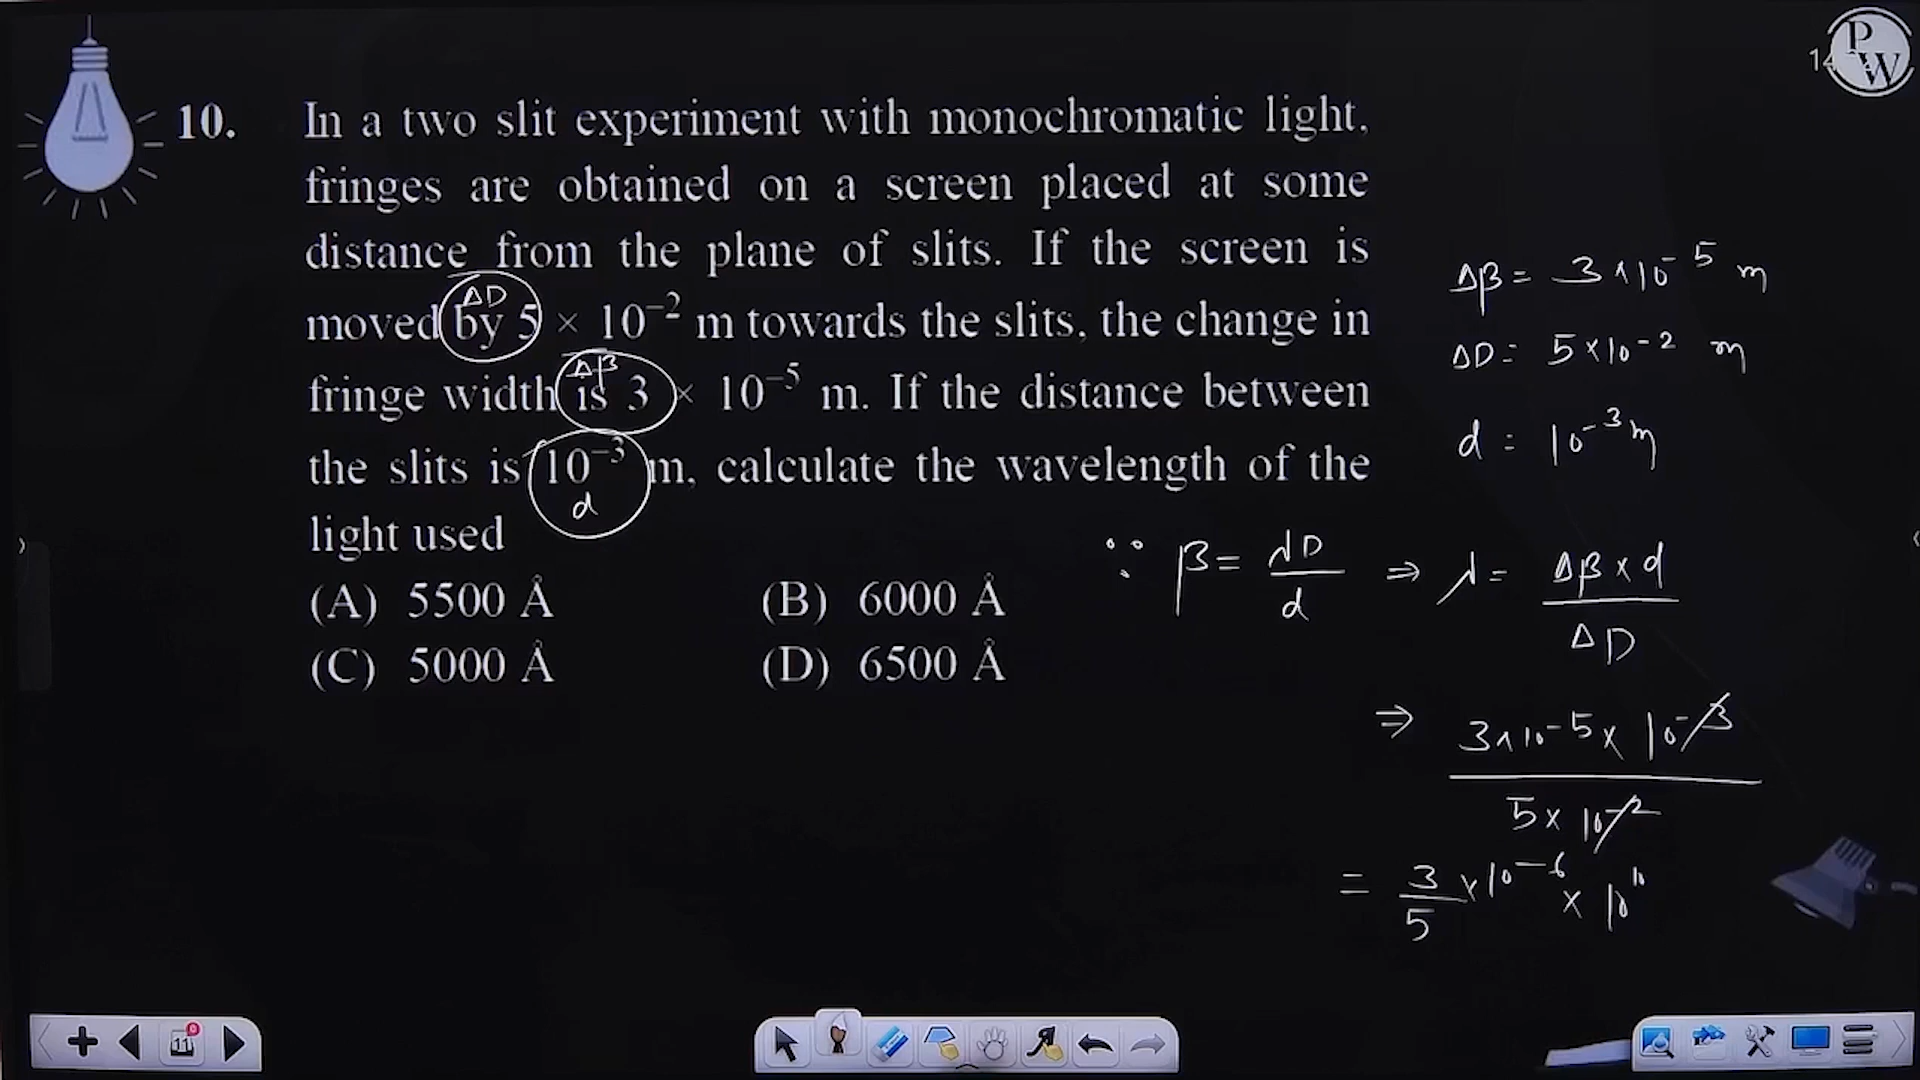 PW
10. In a two slit experiment with monochromatic light,
fringes are obtained on a screen placed at some
distance from the plane of slits. If the screen is
ΔD
moved by 5 × 10⁻² m towards the slits, the change in
Δβ
fringe width is 3 × 10⁻⁵ m. If the distance between
the slits is 10⁻³ m, calculate the wavelength of the
d
light used
(A) 5500 Å (B) 6000 Å
(C) 5000 Å (D) 6500 Å
Δβ = 3 × 10⁻⁵ m
ΔD = 5 × 10⁻² m
d = 10⁻³ m
∵ β = λD / d ⇒ λ = Δβ × d / ΔD
⇒ 3 × 10⁻⁵ × 10⁻³ / 5 × 10⁻²
= 3/5 × 10⁻⁶ × 10¹⁰
11
0